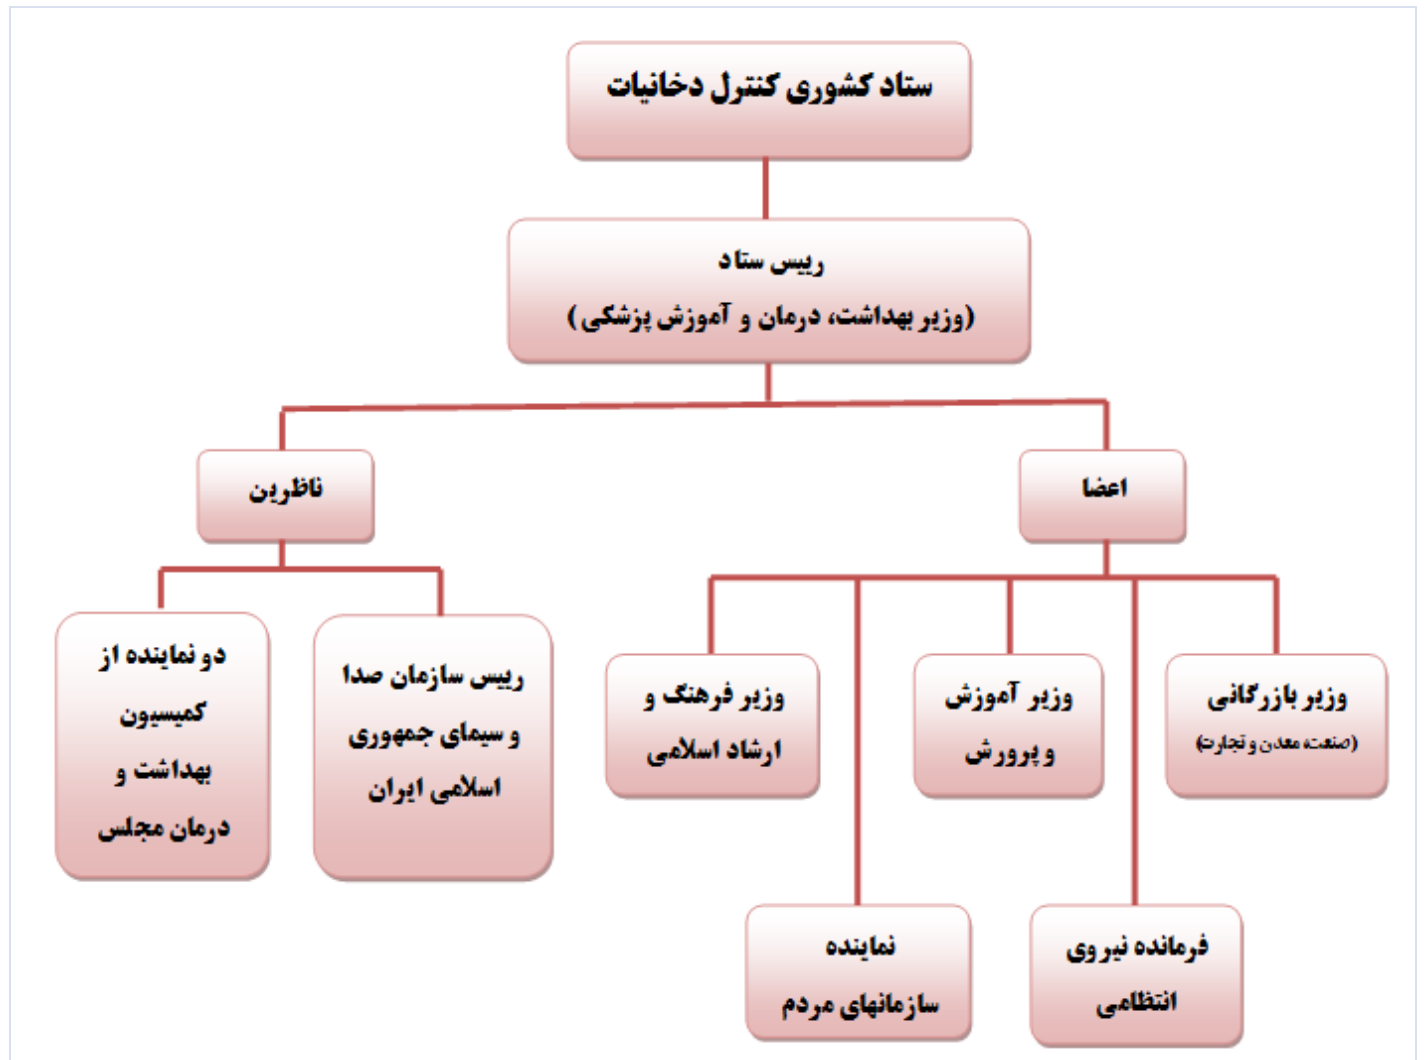 ستاد کشوری کنترل دخانیات
رییس ستاد
(وزیر بهداشت، درمان و آموزش پزشکی)
اعضا
ناظرین
وزیر بازرگانی
(صنعت، معدن و تجارت)
وزیر آموزش
و پرورش
وزیر فرهنگ و
ارشاد اسلامی
رییس سازمان صدا
و سیمای جمهوری
اسلامی ایران
دو نماینده از
کمیسیون
بهداشت و
درمان مجلس
فرمانده نیروی
انتظامی
نماینده
سازمانهای مردم